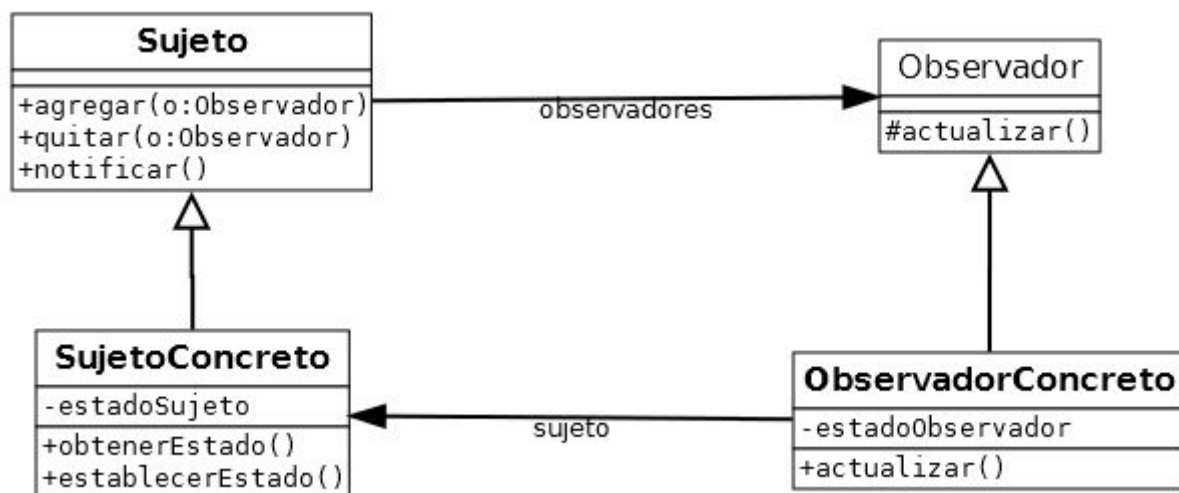 Sujeto
+agregar(o:Observador)
+quitar(o:Observador)
+notificar()
observadores
Observador
#actualizar()
SujetoConcreto
-estadoSujeto
+obtenerEstado()
+establecerEstado()
sujeto
ObservadorConcreto
-estadoObservador
+actualizar()